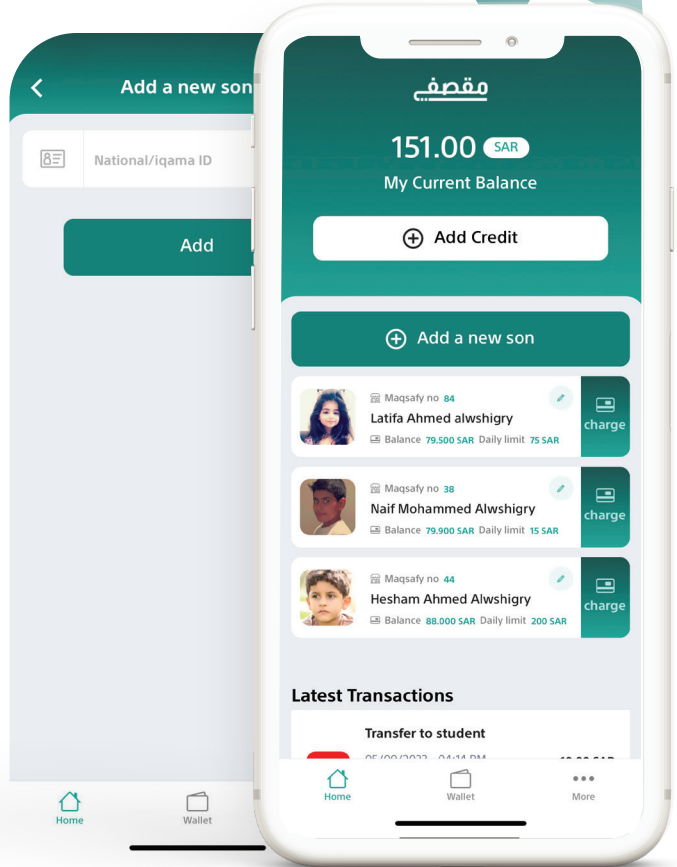 Add a new son
National/iqama ID
Add
Home
Wallet
مقصفي
151.00 SAR
My Current Balance
Add Credit
Add a new son
Maqsafy no 84
Latifa Ahmed alwshigry
Balance 79.500 SAR Daily limit 75 SAR
charge
Maqsafy no 38
Naif Mohammed Alwshigry
Balance 79.900 SAR Daily limit 15 SAR
charge
Maqsafy no 44
Hesham Ahmed Alwshigry
Balance 88.000 SAR Daily limit 200 SAR
charge
Latest Transactions
Transfer to student
Home
Wallet
More